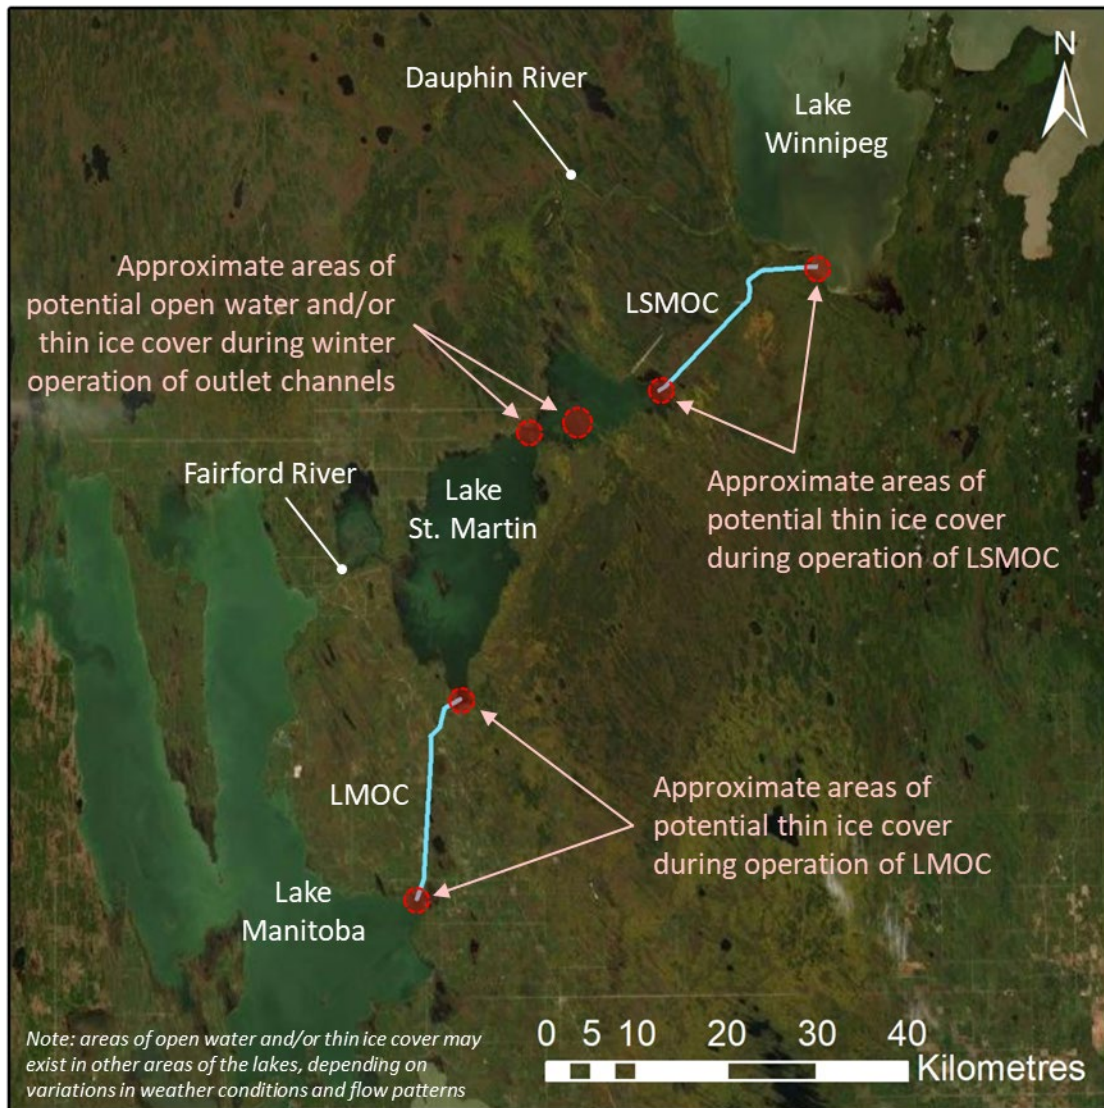 N
Dauphin River
Lake
Winnipeg
Approximate areas of
potential open water and/or
thin ice cover during winter
operation of outlet channels
LSMOC
Fairford River
Lake
St. Martin
Approximate areas of
potential thin ice cover
during operation of LSMOC
LMOC
Approximate areas of
potential thin ice cover
during operation of LMOC
Lake
Manitoba
Note: areas of open water and/or thin ice cover may
exist in other areas of the lakes, depending on
variations in weather conditions and flow patterns
0 5 10 20 30 40
Kilometres